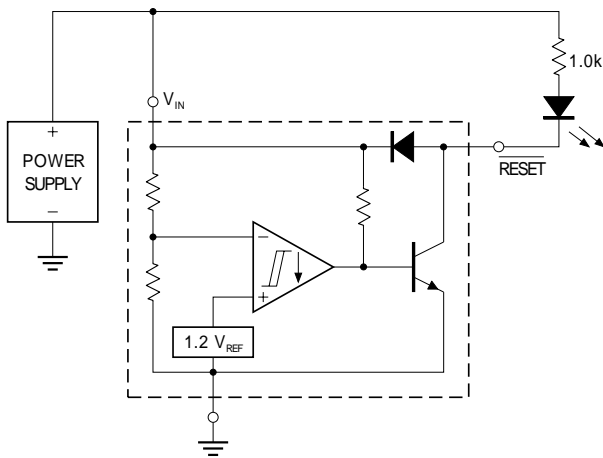 1.0k
V_IN
+
POWER
SUPPLY
−
RESET
−
+
1.2 V_REF